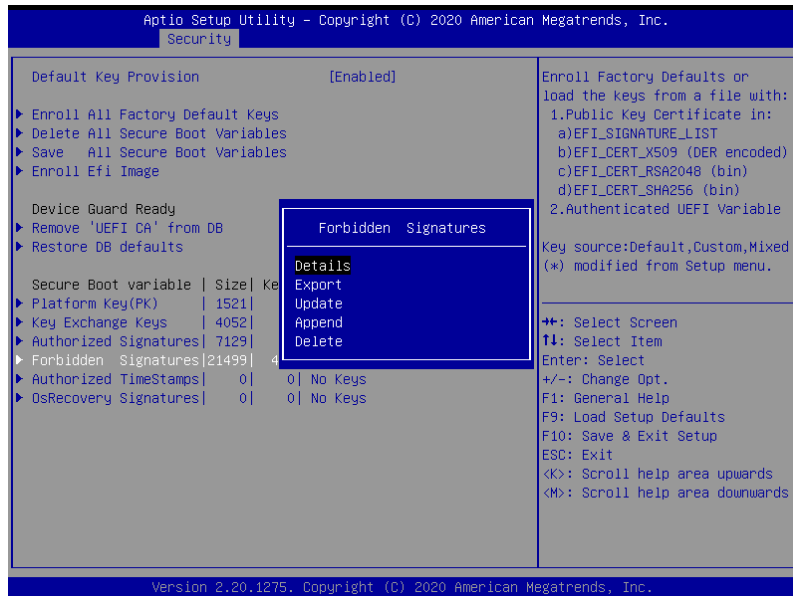 Aptio Setup Utility – Copyright (C) 2020 American Megatrends, Inc.
Security
Default Key Provision [Enabled]
▶ Enroll All Factory Default Keys
▶ Delete All Secure Boot Variables
▶ Save All Secure Boot Variables
▶ Enroll Efi Image
Device Guard Ready
▶ Remove 'UEFI CA' from DB
▶ Restore DB defaults
Secure Boot variable | Size| Ke
▶ Platform Key(PK) | 1521|
▶ Key Exchange Keys | 4052|
▶ Authorized Signatures| 7129|
▶ Forbidden Signatures|21499| 4
▶ Authorized TimeStamps| 0| 0| No Keys
▶ OsRecovery Signatures| 0| 0| No Keys
Forbidden Signatures
Details
Export
Update
Append
Delete
Enroll Factory Defaults or
load the keys from a file with:
1.Public Key Certificate in:
a)EFI_SIGNATURE_LIST
b)EFI_CERT_X509 (DER encoded)
c)EFI_CERT_RSA2048 (bin)
d)EFI_CERT_SHA256 (bin)
2.Authenticated UEFI Variable
Key source:Default,Custom,Mixed
(*) modified from Setup menu.
→←: Select Screen
↑↓: Select Item
Enter: Select
+/-: Change Opt.
F1: General Help
F9: Load Setup Defaults
F10: Save & Exit Setup
ESC: Exit
<K>: Scroll help area upwards
<M>: Scroll help area downwards
Version 2.20.1275. Copyright (C) 2020 American Megatrends, Inc.